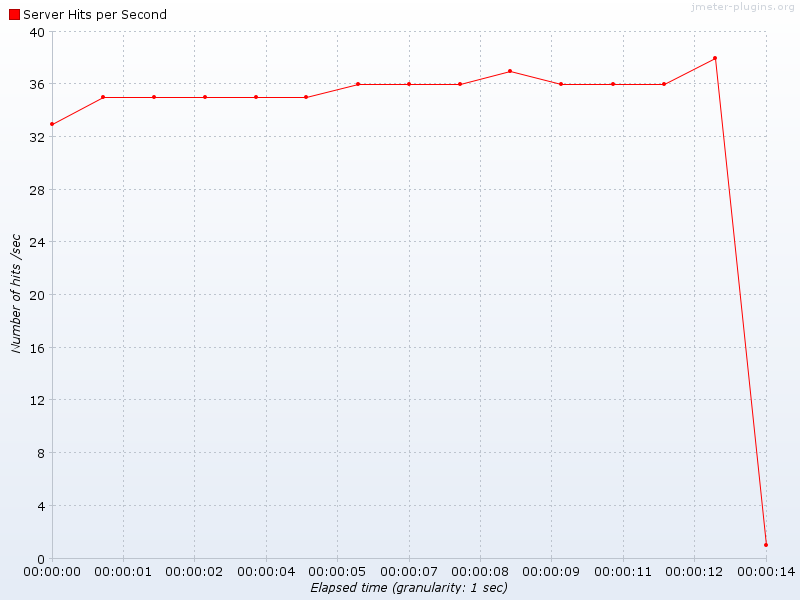 jmeter-plugins.org
Server Hits per Second
40
36
32
28
24
20
16
12
8
4
0
Number of hits /sec
00:00:00 00:00:01 00:00:02 00:00:04 00:00:05 00:00:07 00:00:08 00:00:09 00:00:11 00:00:12 00:00:14
Elapsed time (granularity: 1 sec)